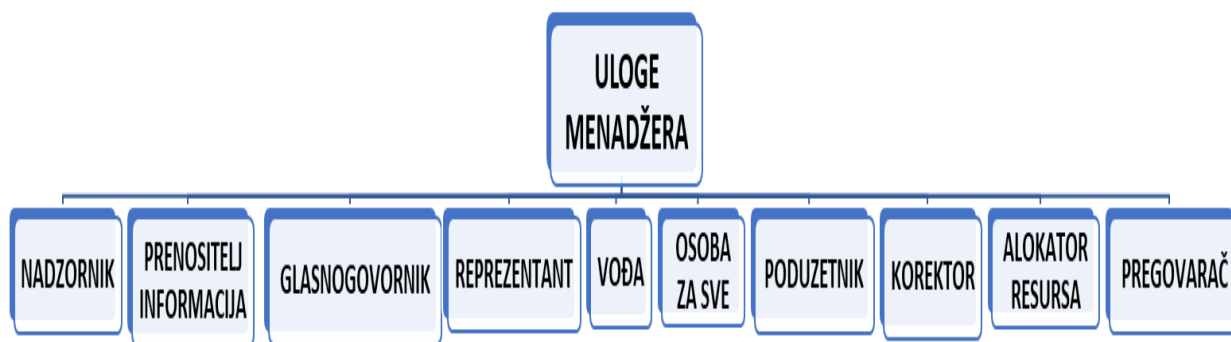 ULOGE
MENADŽERA
NADZORNIK
PRENOSITELJ
INFORMACIJA
GLASNOGOVORNIK
REPREZENTANT
VOĐA
OSOBA
ZA SVE
PODUZETNIK
KOREKTOR
ALOKATOR
RESURSA
PREGOVARAČ